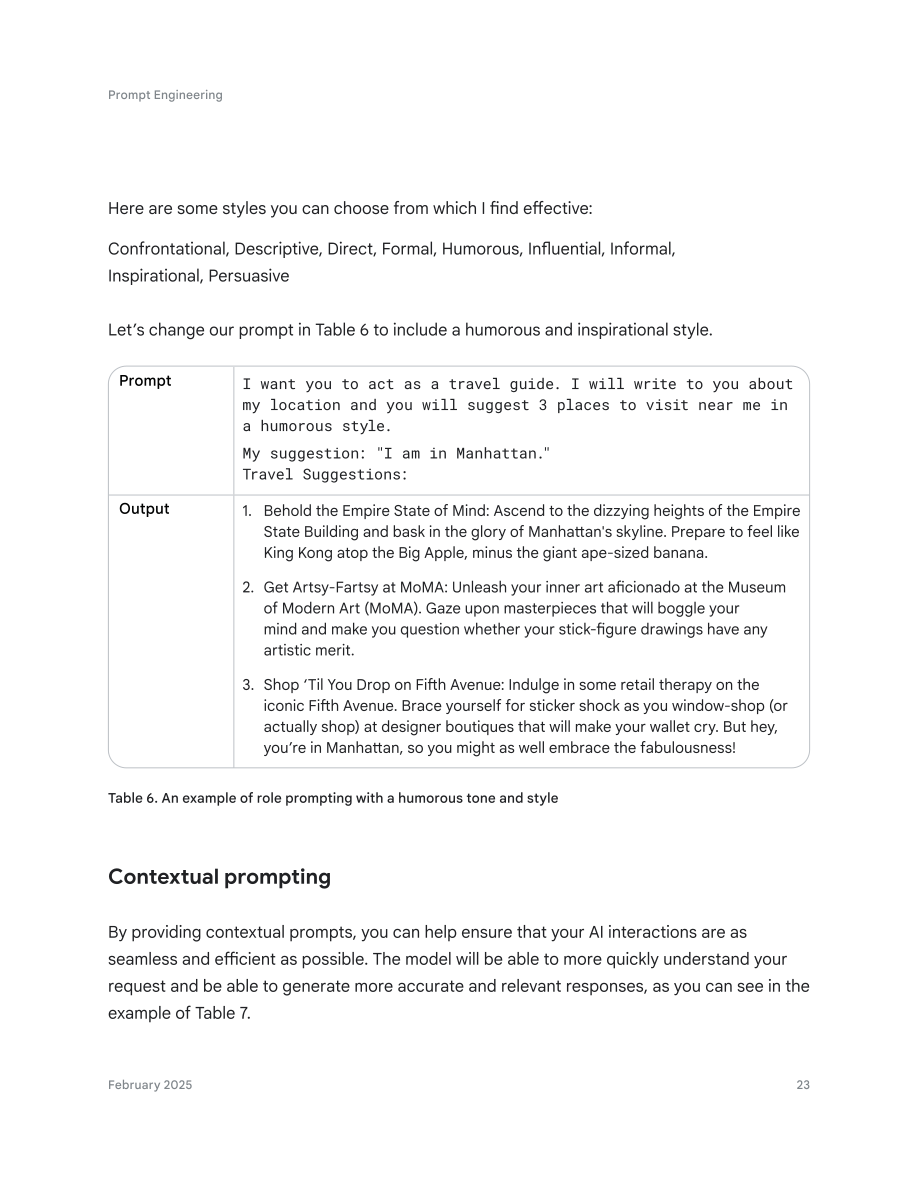 Prompt Engineering
Here are some styles you can choose from which I find effective:
Confrontational, Descriptive, Direct, Formal, Humorous, Influential, Informal,
Inspirational, Persuasive
Let’s change our prompt in Table 6 to include a humorous and inspirational style.
Prompt
I want you to act as a travel guide. I will write to you about
my location and you will suggest 3 places to visit near me in
a humorous style.
My suggestion: "I am in Manhattan."
Travel Suggestions:
Output
1. Behold the Empire State of Mind: Ascend to the dizzying heights of the Empire
State Building and bask in the glory of Manhattan's skyline. Prepare to feel like
King Kong atop the Big Apple, minus the giant ape-sized banana.
2. Get Artsy-Fartsy at MoMA: Unleash your inner art aficionado at the Museum
of Modern Art (MoMA). Gaze upon masterpieces that will boggle your
mind and make you question whether your stick-figure drawings have any
artistic merit.
3. Shop ‘Til You Drop on Fifth Avenue: Indulge in some retail therapy on the
iconic Fifth Avenue. Brace yourself for sticker shock as you window-shop (or
actually shop) at designer boutiques that will make your wallet cry. But hey,
you’re in Manhattan, so you might as well embrace the fabulousness!
Table 6. An example of role prompting with a humorous tone and style
Contextual prompting
By providing contextual prompts, you can help ensure that your AI interactions are as
seamless and efficient as possible. The model will be able to more quickly understand your
request and be able to generate more accurate and relevant responses, as you can see in the
example of Table 7.
February 2025
23